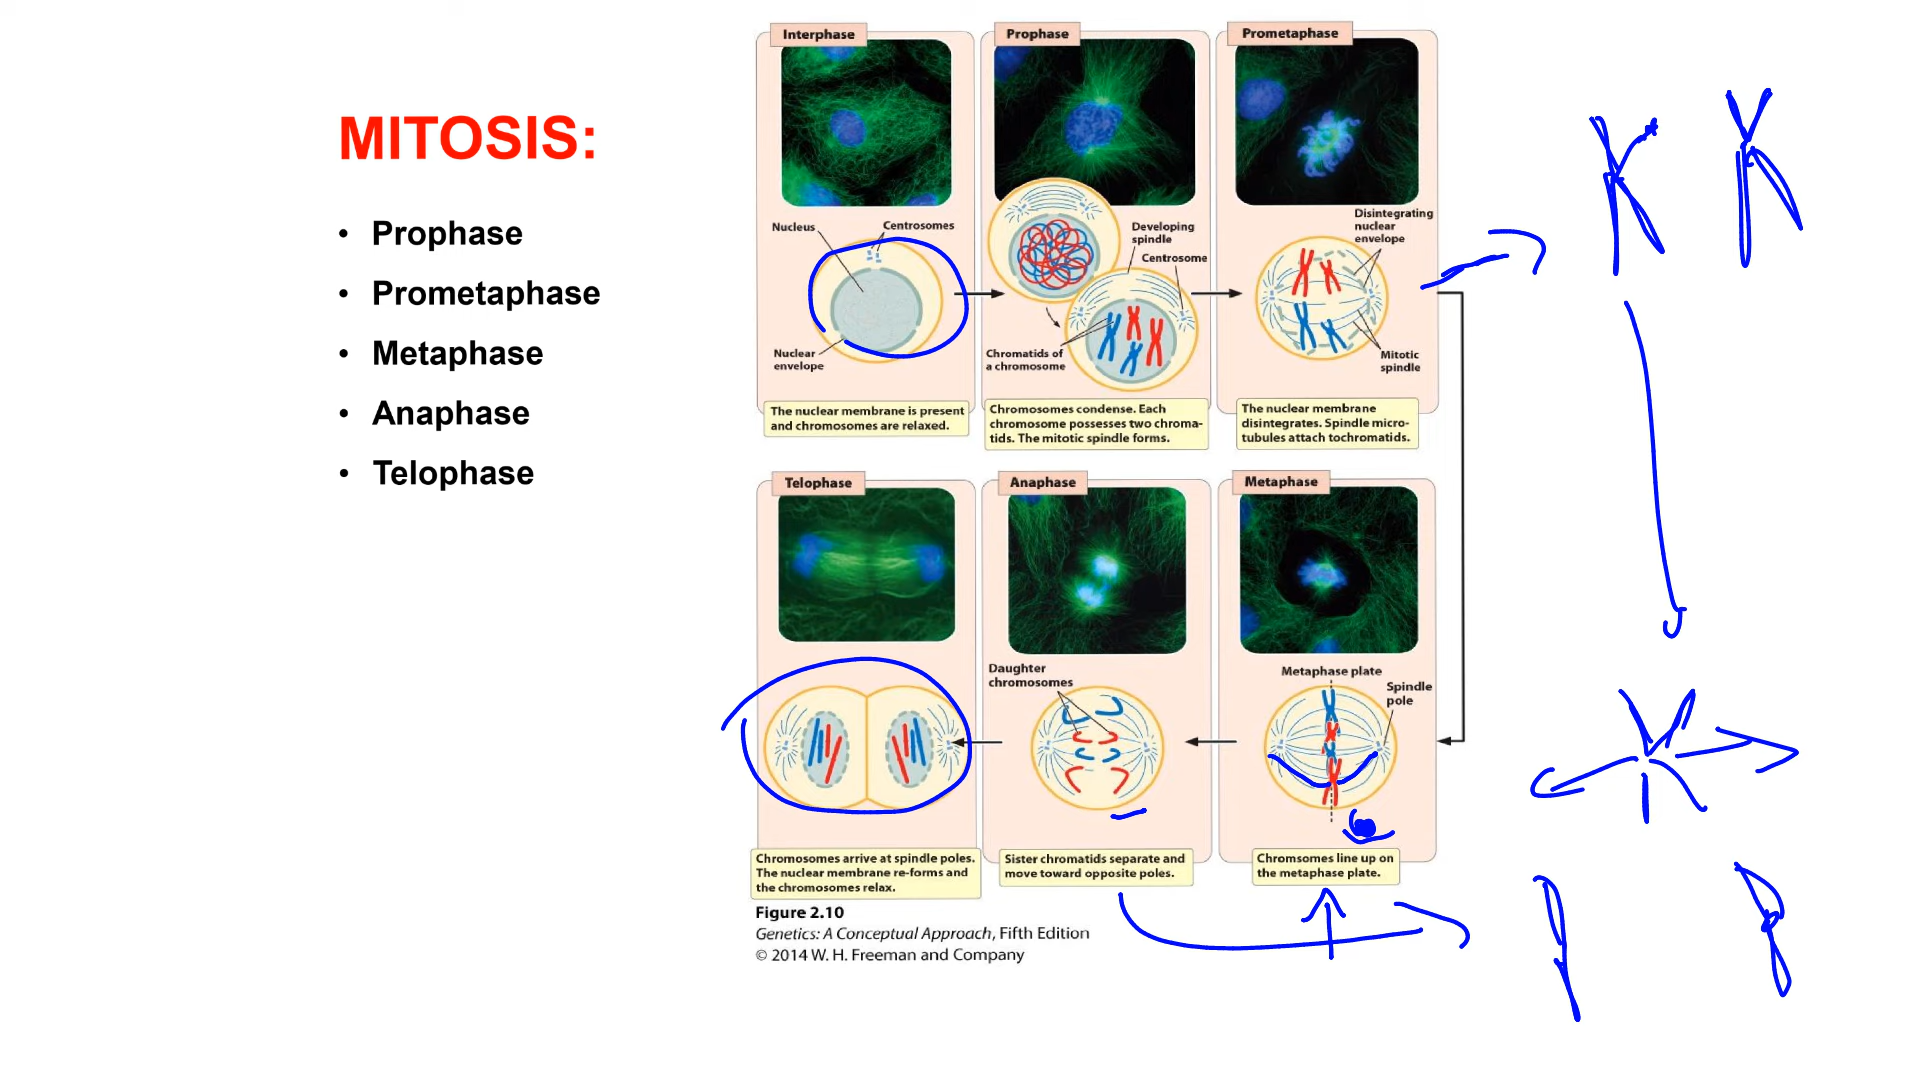 MITOSIS:
• Prophase
• Prometaphase
• Metaphase
• Anaphase
• Telophase
Interphase
Nucleus
Centrosomes
Nuclear
envelope
The nuclear membrane is present
and chromosomes are relaxed.
Prophase
Developing
spindle
Centrosome
Chromatids of
a chromosome
Chromosomes condense. Each
chromosome possesses two chroma-
tids. The mitotic spindle forms.
Prometaphase
Disintegrating
nuclear
envelope
Mitotic
spindle
The nuclear membrane
disintegrates. Spindle micro-
tubules attach tochromatids.
Telophase
Chromosomes arrive at spindle poles.
The nuclear membrane re-forms and
the chromosomes relax.
Anaphase
Daughter
chromosomes
Sister chromatids separate and
move toward opposite poles.
Metaphase
Metaphase plate
Spindle
pole
Chromsomes line up on
the metaphase plate.
Figure 2.10
Genetics: A Conceptual Approach, Fifth Edition
© 2014 W. H. Freeman and Company